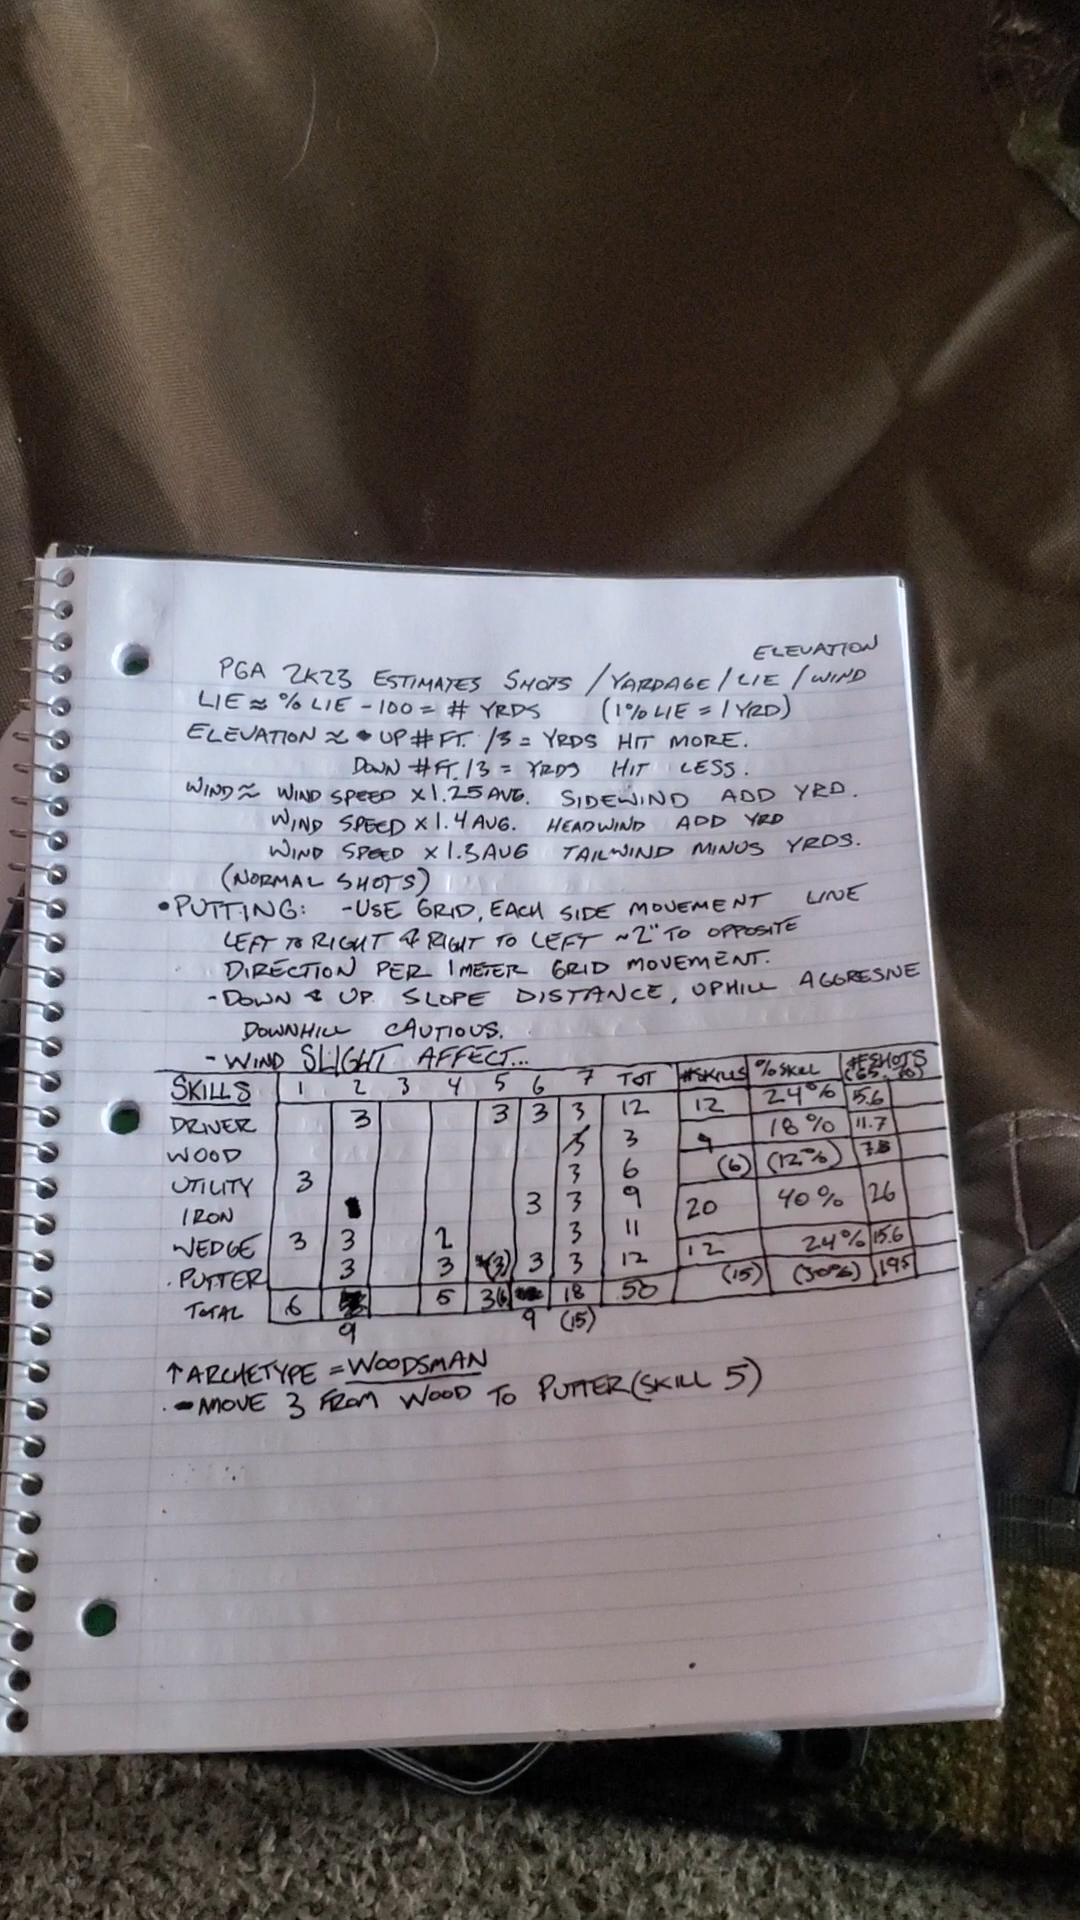 ELEVATION
PGA 2K23 ESTIMATES SHOTS / YARDAGE / LIE / WIND
LIE ≈ % LIE - 100 = # YRDS (1% LIE = 1 YRD)
ELEVATION ≈ UP # FT. / 3 = YRDS HIT MORE.
DOWN # FT. / 3 = YRDS HIT LESS.
WIND ≈ WIND SPEED X 1.25 AVG. SIDEWIND ADD YRD.
WIND SPEED X 1.4 AVG. HEADWIND ADD YRD
WIND SPEED X 1.3 AVG TAILWIND MINUS YRDS.
(NORMAL SHOTS)
• PUTTING: - USE GRID, EACH SIDE MOVEMENT LINE
LEFT TO RIGHT & RIGHT TO LEFT ~2" TO OPPOSITE
DIRECTION PER 1 METER GRID MOVEMENT.
- DOWN & UP SLOPE DISTANCE, UPHILL AGGRESIVE
DOWNHILL CAUTIOUS.
- WIND SLIGHT AFFECT...
SKILLS 1 2 3 4 5 6 7 TOT # SKILLS % SKILL # SHOTS
DRIVER 3 3 3 3 12 12 24% 15.6
WOOD 3 3 9 18% 11.7
UTILITY 3 3 6 (6) (12%) 7.8
IRON 3 3 9 20 40% 26
WEDGE 3 3 2 3 11 12 24% 15.6
PUTTER 3 3 (3) 3 3 12 (15) (30%) 19.5
TOTAL 6 9 5 3 9 18 (15) 50
↑ ARCHETYPE = WOODSMAN
- MOVE 3 FROM WOOD TO PUTTER (SKILL 5)